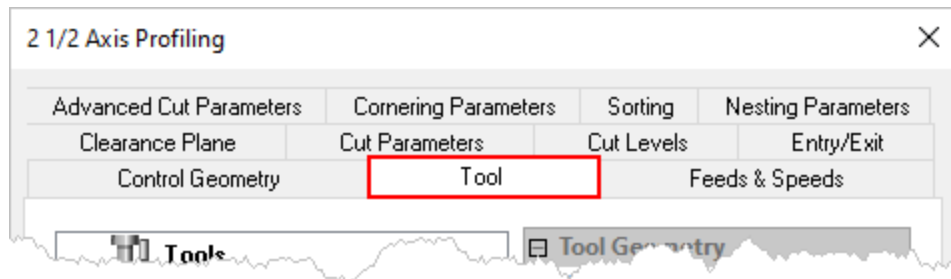 2 1/2 Axis Profiling
Advanced Cut Parameters Cornering Parameters Sorting Nesting Parameters
Clearance Plane Cut Parameters Cut Levels Entry/Exit
Control Geometry Tool Feeds & Speeds
Tools Tool Geometry